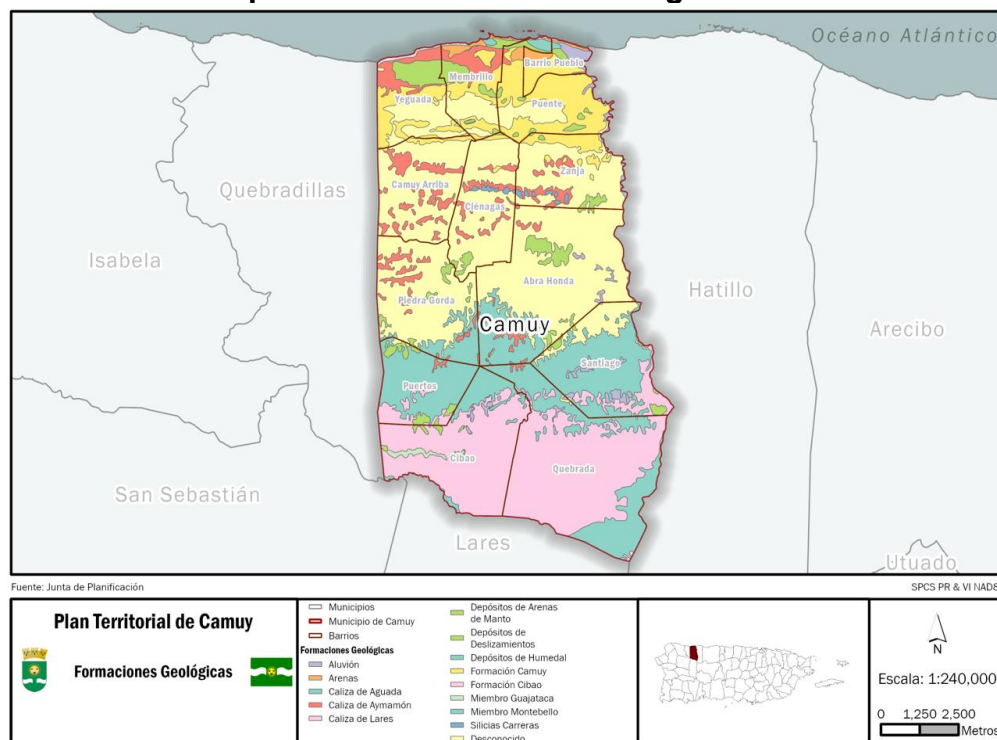 Océano Atlántico
Barrio Pueblo
Membrillo
Yeguada
Puente
Zanja
Quebradillas
Camuy Arriba
Ciénagas
Isabela
Abra Honda
Hatillo
Piedra Gorda
Camuy
Arecibo
Santiago
Puertos
Cibao
Quebrada
San Sebastián
Lares
Utuado
Fuente: Junta de Planificación
SPCS PR & VI NAD8
Plan Territorial de Camuy
Formaciones Geológicas
Municipios
Municipio de Camuy
Barrios
Formaciones Geológicas
Aluvión
Arenas
Caliza de Aguada
Caliza de Aymamón
Caliza de Lares
Depósitos de Arenas
de Manto
Depósitos de
Deslizamientos
Depósitos de Humedal
Formación Camuy
Formación Cibao
Miembro Guajataca
Miembro Montebello
Silicias Carreras
Desconocido
N
Escala: 1:240,000
0 1,250 2,500
Metros